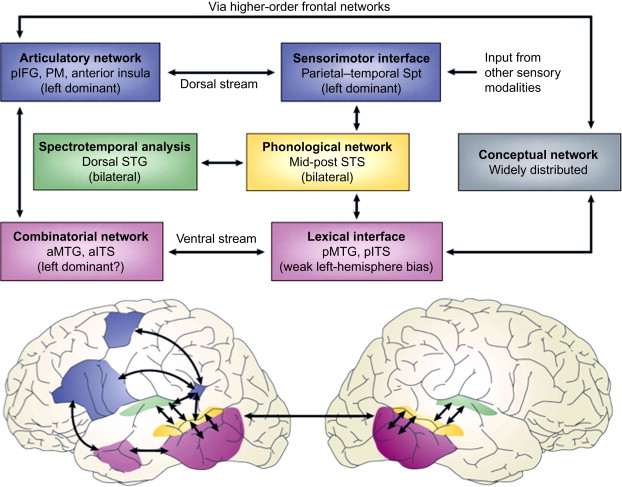 Via higher-order frontal networks
Articulatory network
pIFG, PM, anterior insula
(left dominant)
Dorsal stream
Sensorimotor interface
Parietal–temporal Spt
(left dominant)
Input from
other sensory
modalities
Spectrotemporal analysis
Dorsal STG
(bilateral)
Phonological network
Mid-post STS
(bilateral)
Conceptual network
Widely distributed
Combinatorial network
aMTG, aITS
(left dominant?)
Ventral stream
Lexical interface
pMTG, pITS
(weak left-hemisphere bias)